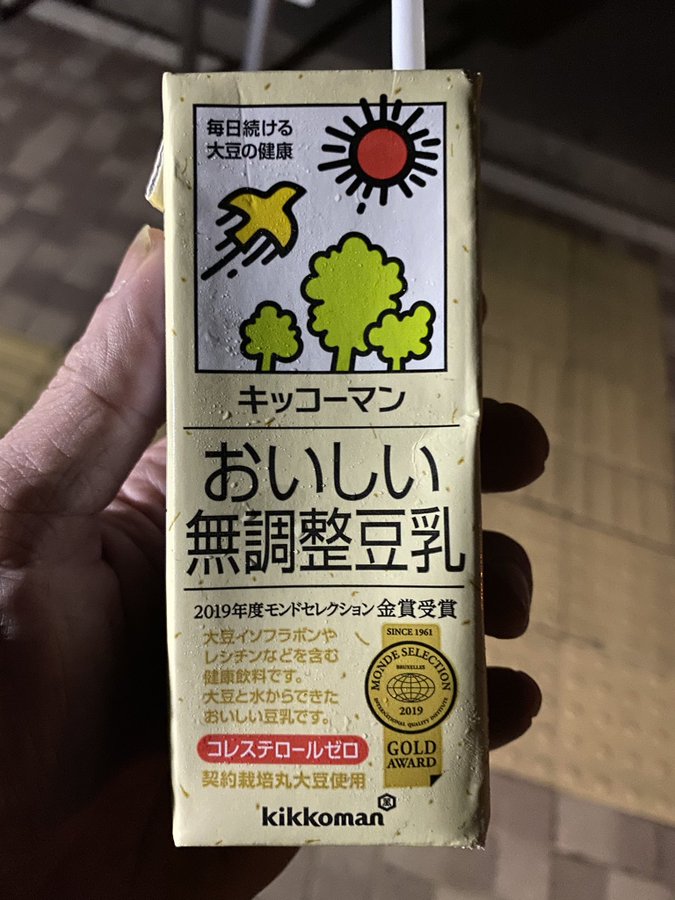 毎日続ける
大豆の健康
キッコーマン
おいしい
無調整豆乳
2019年度モンドセレクション金賞受賞
大豆イソフラボンや
レシチンなどを含む
健康飲料です。
大豆と水からできた
おいしい豆乳です。
コレステロールゼロ
契約栽培丸大豆使用
SINCE 1961
MONDE SELECTION
BRUXELLES
2019
INTERNATIONAL QUALITY INSTITUTE
GOLD
AWARD
kikkoman